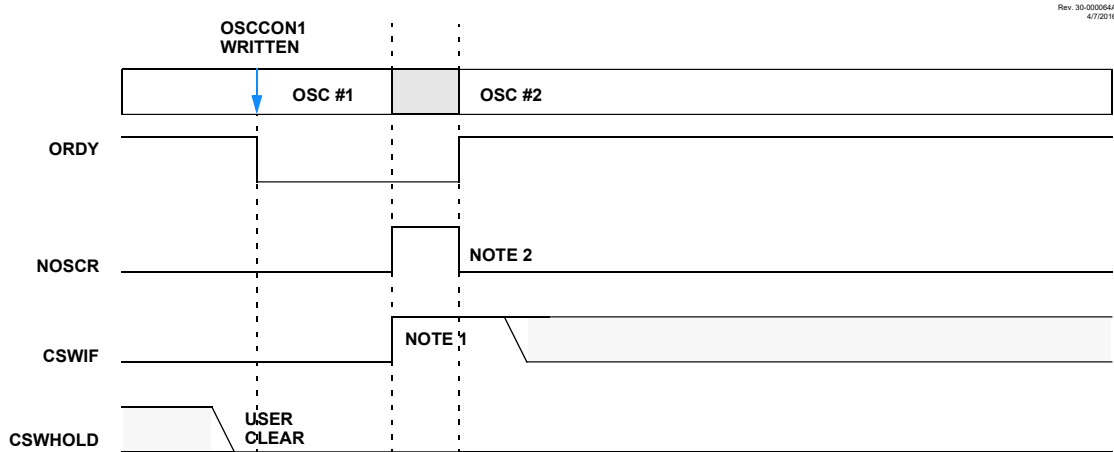 Rev. 30-000064A
4/7/2016
OSCCON1
WRITTEN
OSC #1
OSC #2
ORDY
NOSCR
NOTE 2
CSWIF
NOTE 1
CSWHOLD
USER
CLEAR